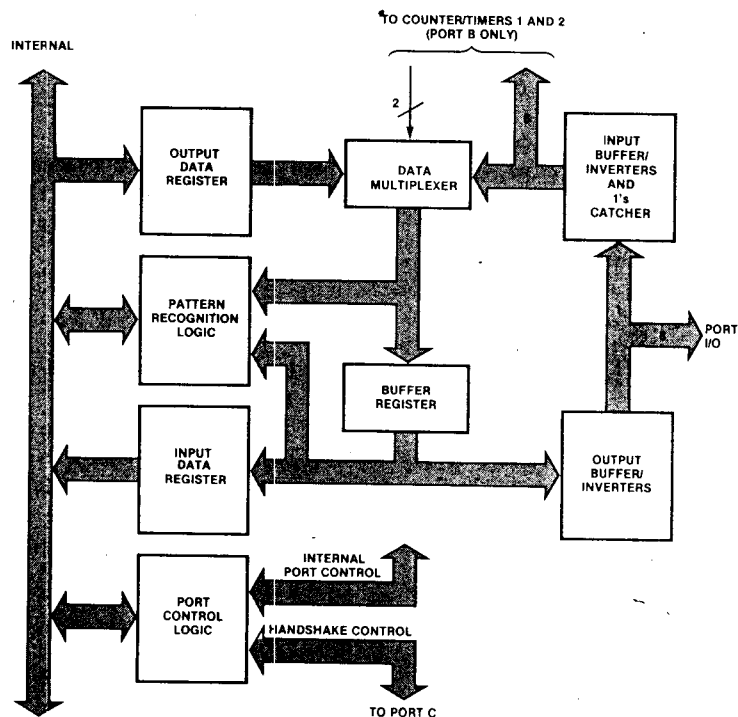 TO COUNTER/TIMERS 1 AND 2
(PORT B ONLY)
INTERNAL
2
OUTPUT
DATA
REGISTER
DATA
MULTIPLEXER
INPUT
BUFFER/
INVERTERS
AND
1's
CATCHER
PATTERN
RECOGNITION
LOGIC
PORT
I/O
BUFFER
REGISTER
INPUT
DATA
REGISTER
OUTPUT
BUFFER/
INVERTERS
INTERNAL
PORT CONTROL
PORT
CONTROL
LOGIC
HANDSHAKE CONTROL
TO PORT C